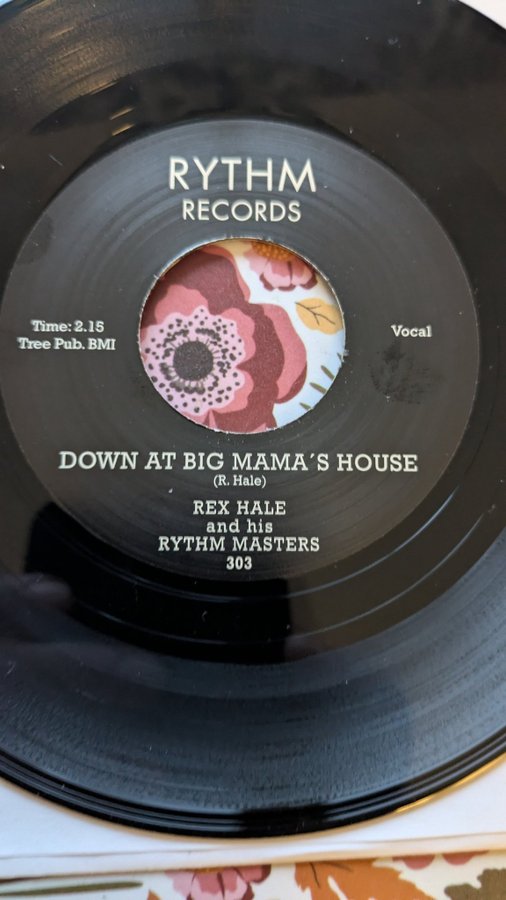 RYTHM
RECORDS
Time: 2.15
Tree Pub. BMI
Vocal
DOWN AT BIG MAMA´S HOUSE
(R. Hale)
REX HALE
and his
RYTHM MASTERS
303